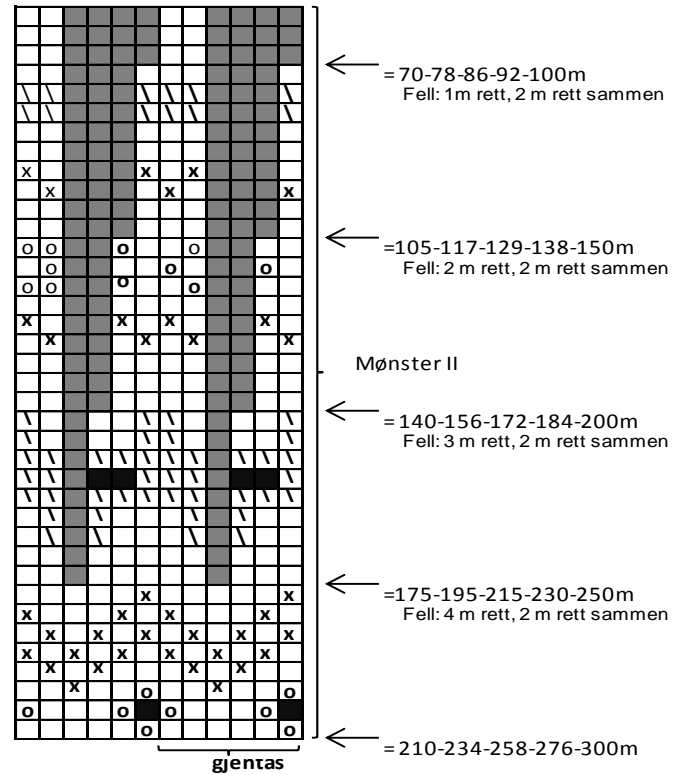 = 70-78-86-92-100m
Fell: 1m rett, 2 m rett sammen
=105-117-129-138-150m
Fell: 2 m rett, 2 m rett sammen
Mønster II
= 140-156-172-184-200m
Fell: 3 m rett, 2 m rett sammen
=175-195-215-230-250m
Fell: 4 m rett, 2 m rett sammen
= 210-234-258-276-300m
gjentas